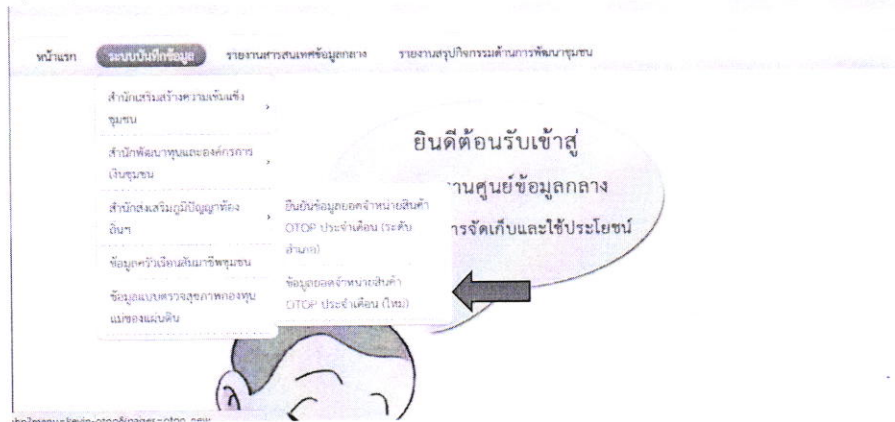 หน้าแรก ระบบบันทึกข้อมูล รายงานสารสนเทศข้อมูลกลาง รายงานสรุปกิจกรรมด้านการพัฒนาชุมชน
สำนักเสริมสร้างความเข้มแข็ง
ชุมชน
สำนักพัฒนาทุนและองค์กรการ
เงินชุมชน
สำนักส่งเสริมภูมิปัญญาท้อง
ถิ่นฯ
ข้อมูลครัวเรือนสัมมาชีพชุมชน
ข้อมูลแบบตรวจสุขภาพกองทุน
แม่ของแผ่นดิน
ยืนยันข้อมูลยอดจำหน่ายสินค้า
OTOP ประจำเดือน (ระดับ
อำเภอ)
ข้อมูลยอดจำหน่ายสินค้า
OTOP ประจำเดือน (ใหม่)
ยินดีต้อนรับเข้าสู่
านศูนย์ข้อมูลกลาง
ารจัดเก็บและใช้ประโยชน์